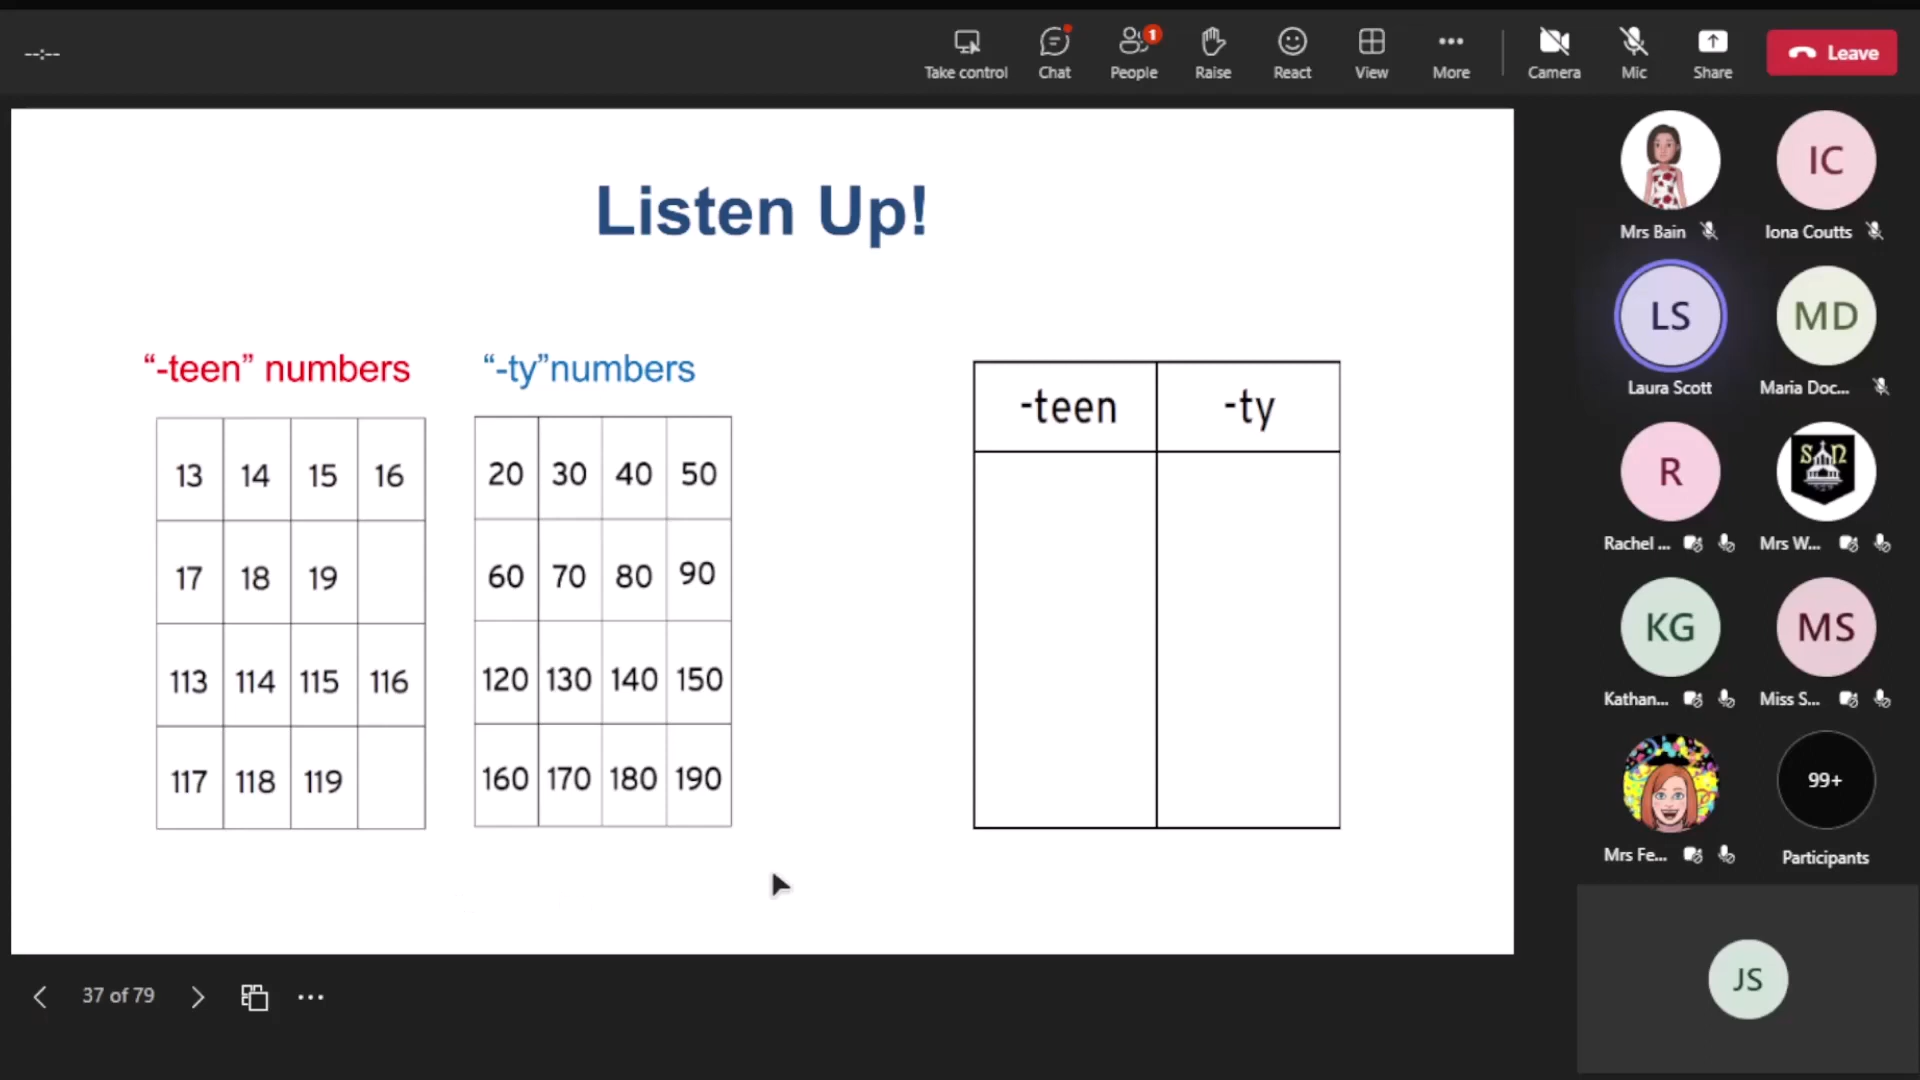 --:--
Take control
Chat
1
People
Raise
React
View
More
Camera
Mic
Share
Leave
Listen Up!
“-teen” numbers
“-ty”numbers
13 14 15 16
17 18 19
113 114 115 116
117 118 119
20 30 40 50
60 70 80 90
120 130 140 150
160 170 180 190
-teen -ty
IC
Mrs Bain
Iona Coutts
LS
MD
Laura Scott
Maria Doc...
R
S N
Rachel ...
Mrs W...
KG
MS
Kathan...
Miss S...
99+
Mrs Fe...
Participants
JS
37 of 79